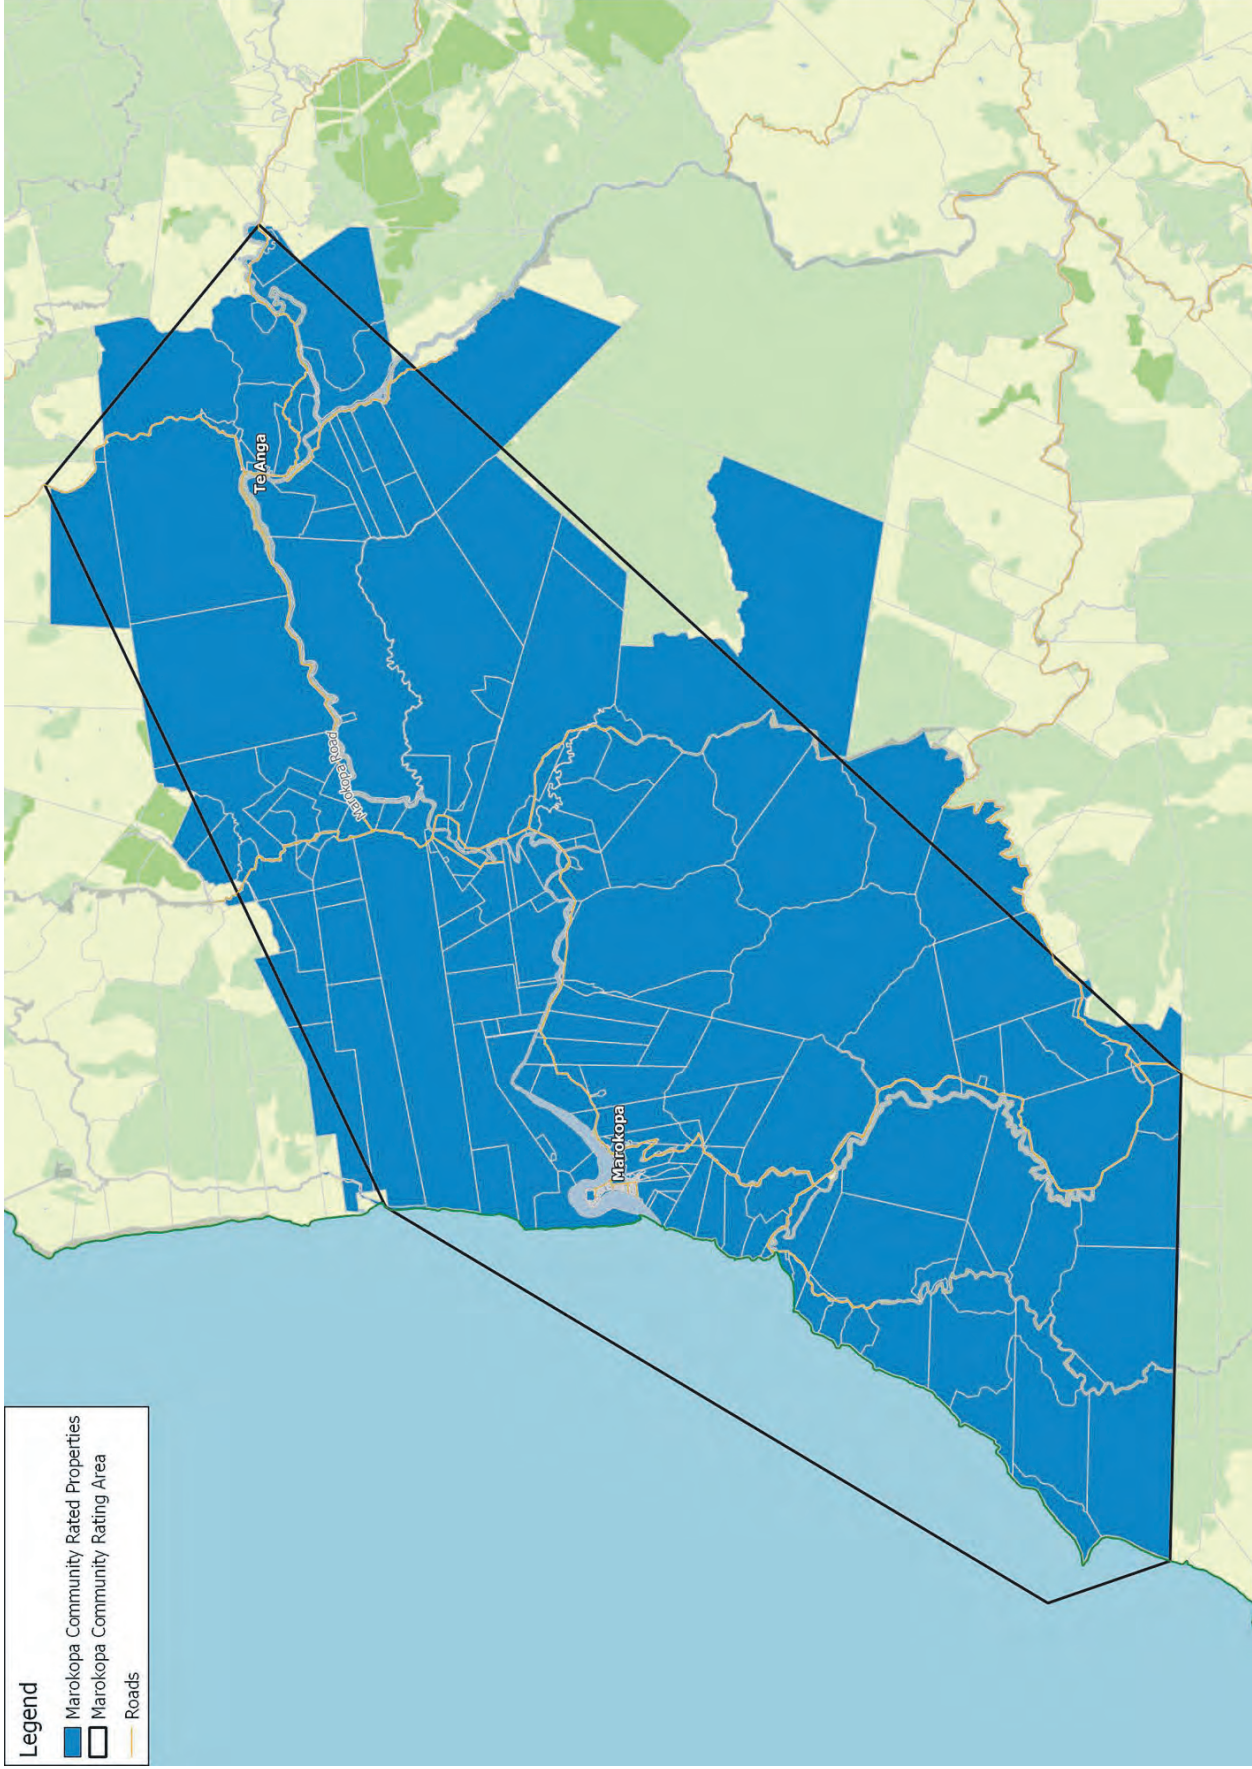 Legend
Marokopa Community Rated Properties
Marokopa Community Rating Area
Roads
Marokopa
Marokopa Road
Te Anga